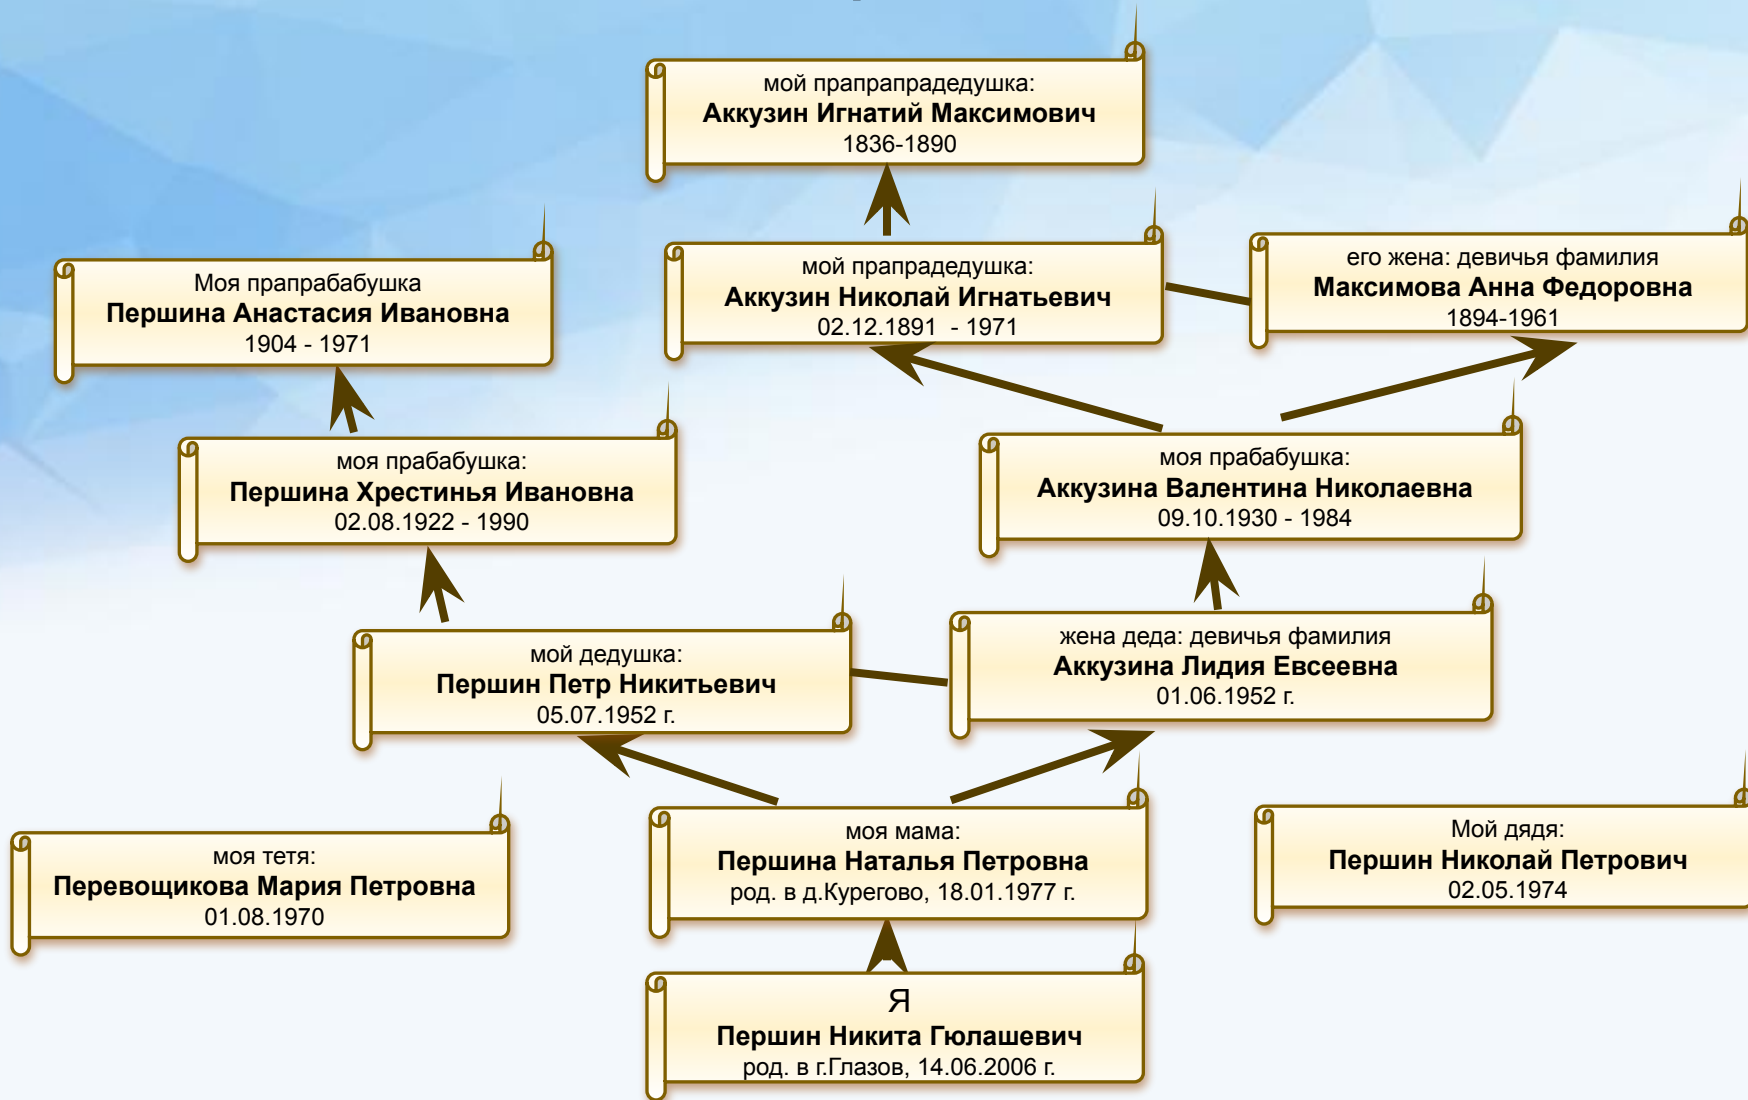 мой прапрапрадедушка:
Аккузин Игнатий Максимович
1836-1890
Моя прапрабабушка
Першина Анастасия Ивановна
1904 - 1971
мой прапрадедушка:
Аккузин Николай Игнатьевич
02.12.1891 - 1971
его жена: девичья фамилия
Максимова Анна Федоровна
1894-1961
моя прабабушка:
Першина Хрестинья Ивановна
02.08.1922 - 1990
моя прабабушка:
Аккузина Валентина Николаевна
09.10.1930 - 1984
мой дедушка:
Першин Петр Никитьевич
05.07.1952 г.
жена деда: девичья фамилия
Аккузина Лидия Евсеевна
01.06.1952 г.
моя тетя:
Перевощикова Мария Петровна
01.08.1970
моя мама:
Першина Наталья Петровна
род. в д.Курегово, 18.01.1977 г.
Мой дядя:
Першин Николай Петрович
02.05.1974
Я
Першин Никита Гюлашевич
род. в г.Глазов, 14.06.2006 г.